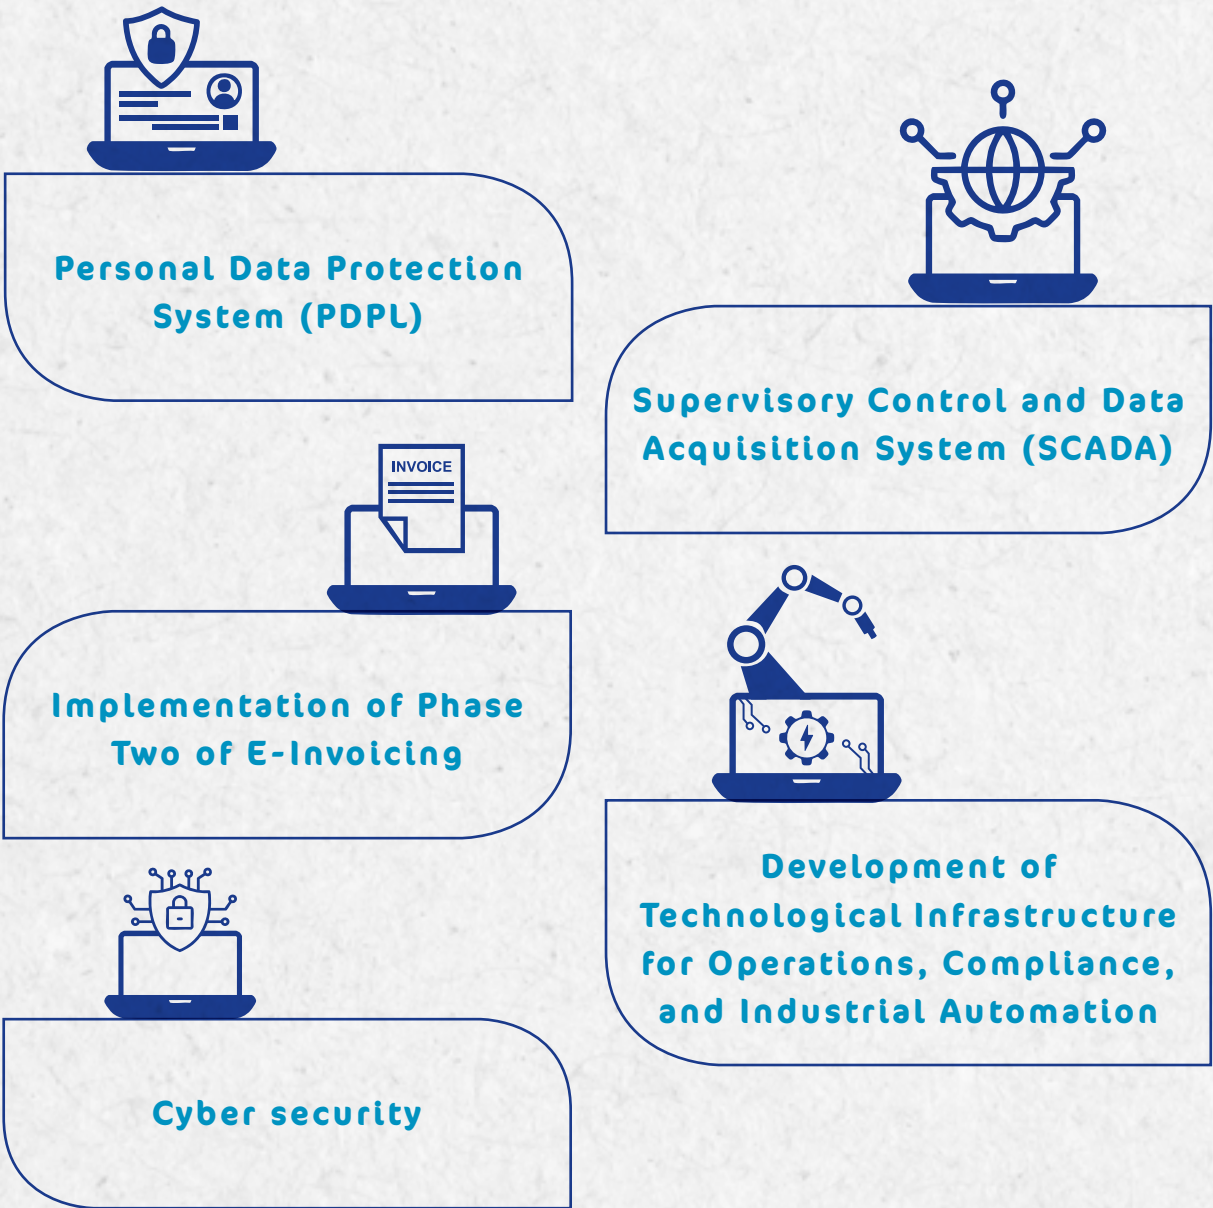 Personal Data Protection
System (PDPL)
Supervisory Control and Data
Acquisition System (SCADA)
INVOICE
Implementation of Phase
Two of E-Invoicing
Development of
Technological Infrastructure
for Operations, Compliance,
and Industrial Automation
Cyber security